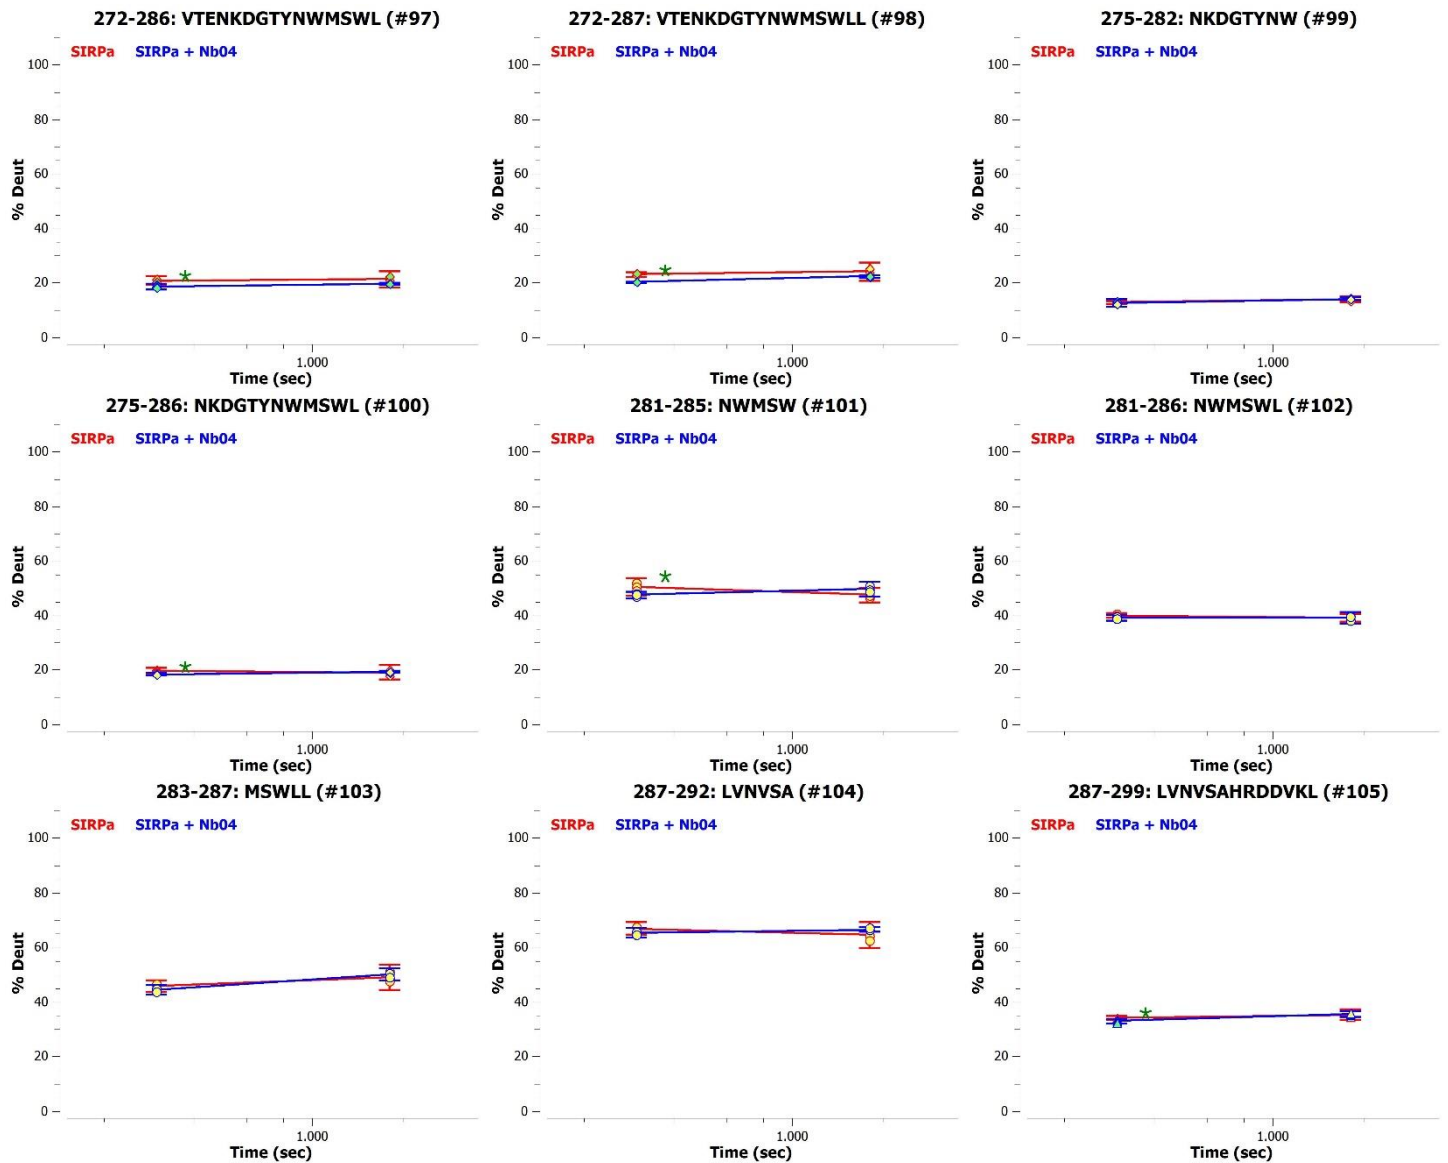 272-286: VTENKDGTYNWMSWL (#97)
SIRPa SIRPa + Nb04
100
80
60
40
20
0
% Deut
1.000
Time (sec)
272-287: VTENKDGTYNWMSWLL (#98)
SIRPa SIRPa + Nb04
100
80
60
40
20
0
% Deut
1.000
Time (sec)
275-282: NKDGTYNW (#99)
SIRPa SIRPa + Nb04
100
80
60
40
20
0
% Deut
1.000
Time (sec)
275-286: NKDGTYNWMSWL (#100)
SIRPa SIRPa + Nb04
100
80
60
40
20
0
% Deut
1.000
Time (sec)
281-285: NWMSW (#101)
SIRPa SIRPa + Nb04
100
80
60
40
20
0
% Deut
1.000
Time (sec)
281-286: NWMSWL (#102)
SIRPa SIRPa + Nb04
100
80
60
40
20
0
% Deut
1.000
Time (sec)
283-287: MSWLL (#103)
SIRPa SIRPa + Nb04
100
80
60
40
20
0
% Deut
1.000
Time (sec)
287-292: LVNVSA (#104)
SIRPa SIRPa + Nb04
100
80
60
40
20
0
% Deut
1.000
Time (sec)
287-299: LVNVSAHRDDVKL (#105)
SIRPa SIRPa + Nb04
100
80
60
40
20
0
% Deut
1.000
Time (sec)